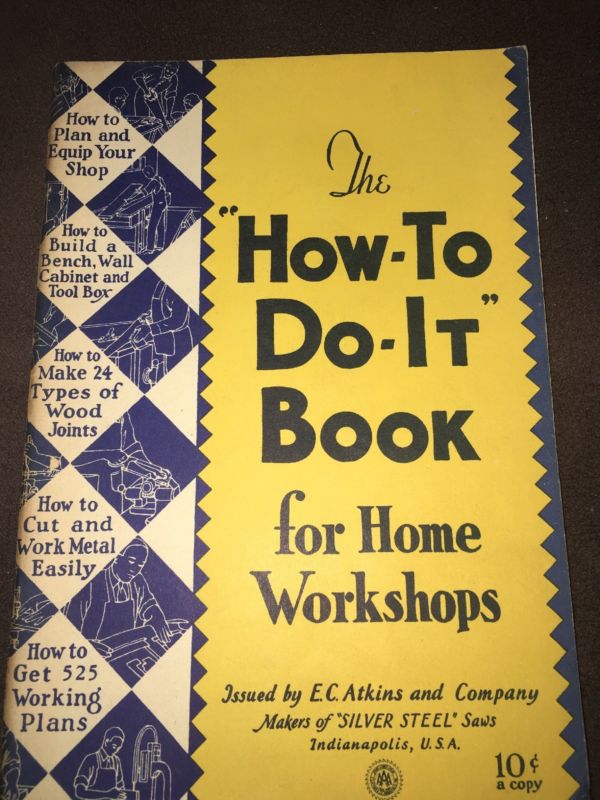 How to
Plan and
Equip Your
Shop
How to
Build a
Bench, Wall
Cabinet and
Tool Box
How to
Make 24
Types of
Wood
Joints
How to
Cut and
Work Metal
Easily
How to
Get 525
Working
Plans
The
"HOW-TO
DO-IT"
BOOK
for Home
Workshops
Issued by E.C. Atkins and Company
Makers of "SILVER STEEL" Saws
Indianapolis, U.S.A.
AAA
10¢
a copy